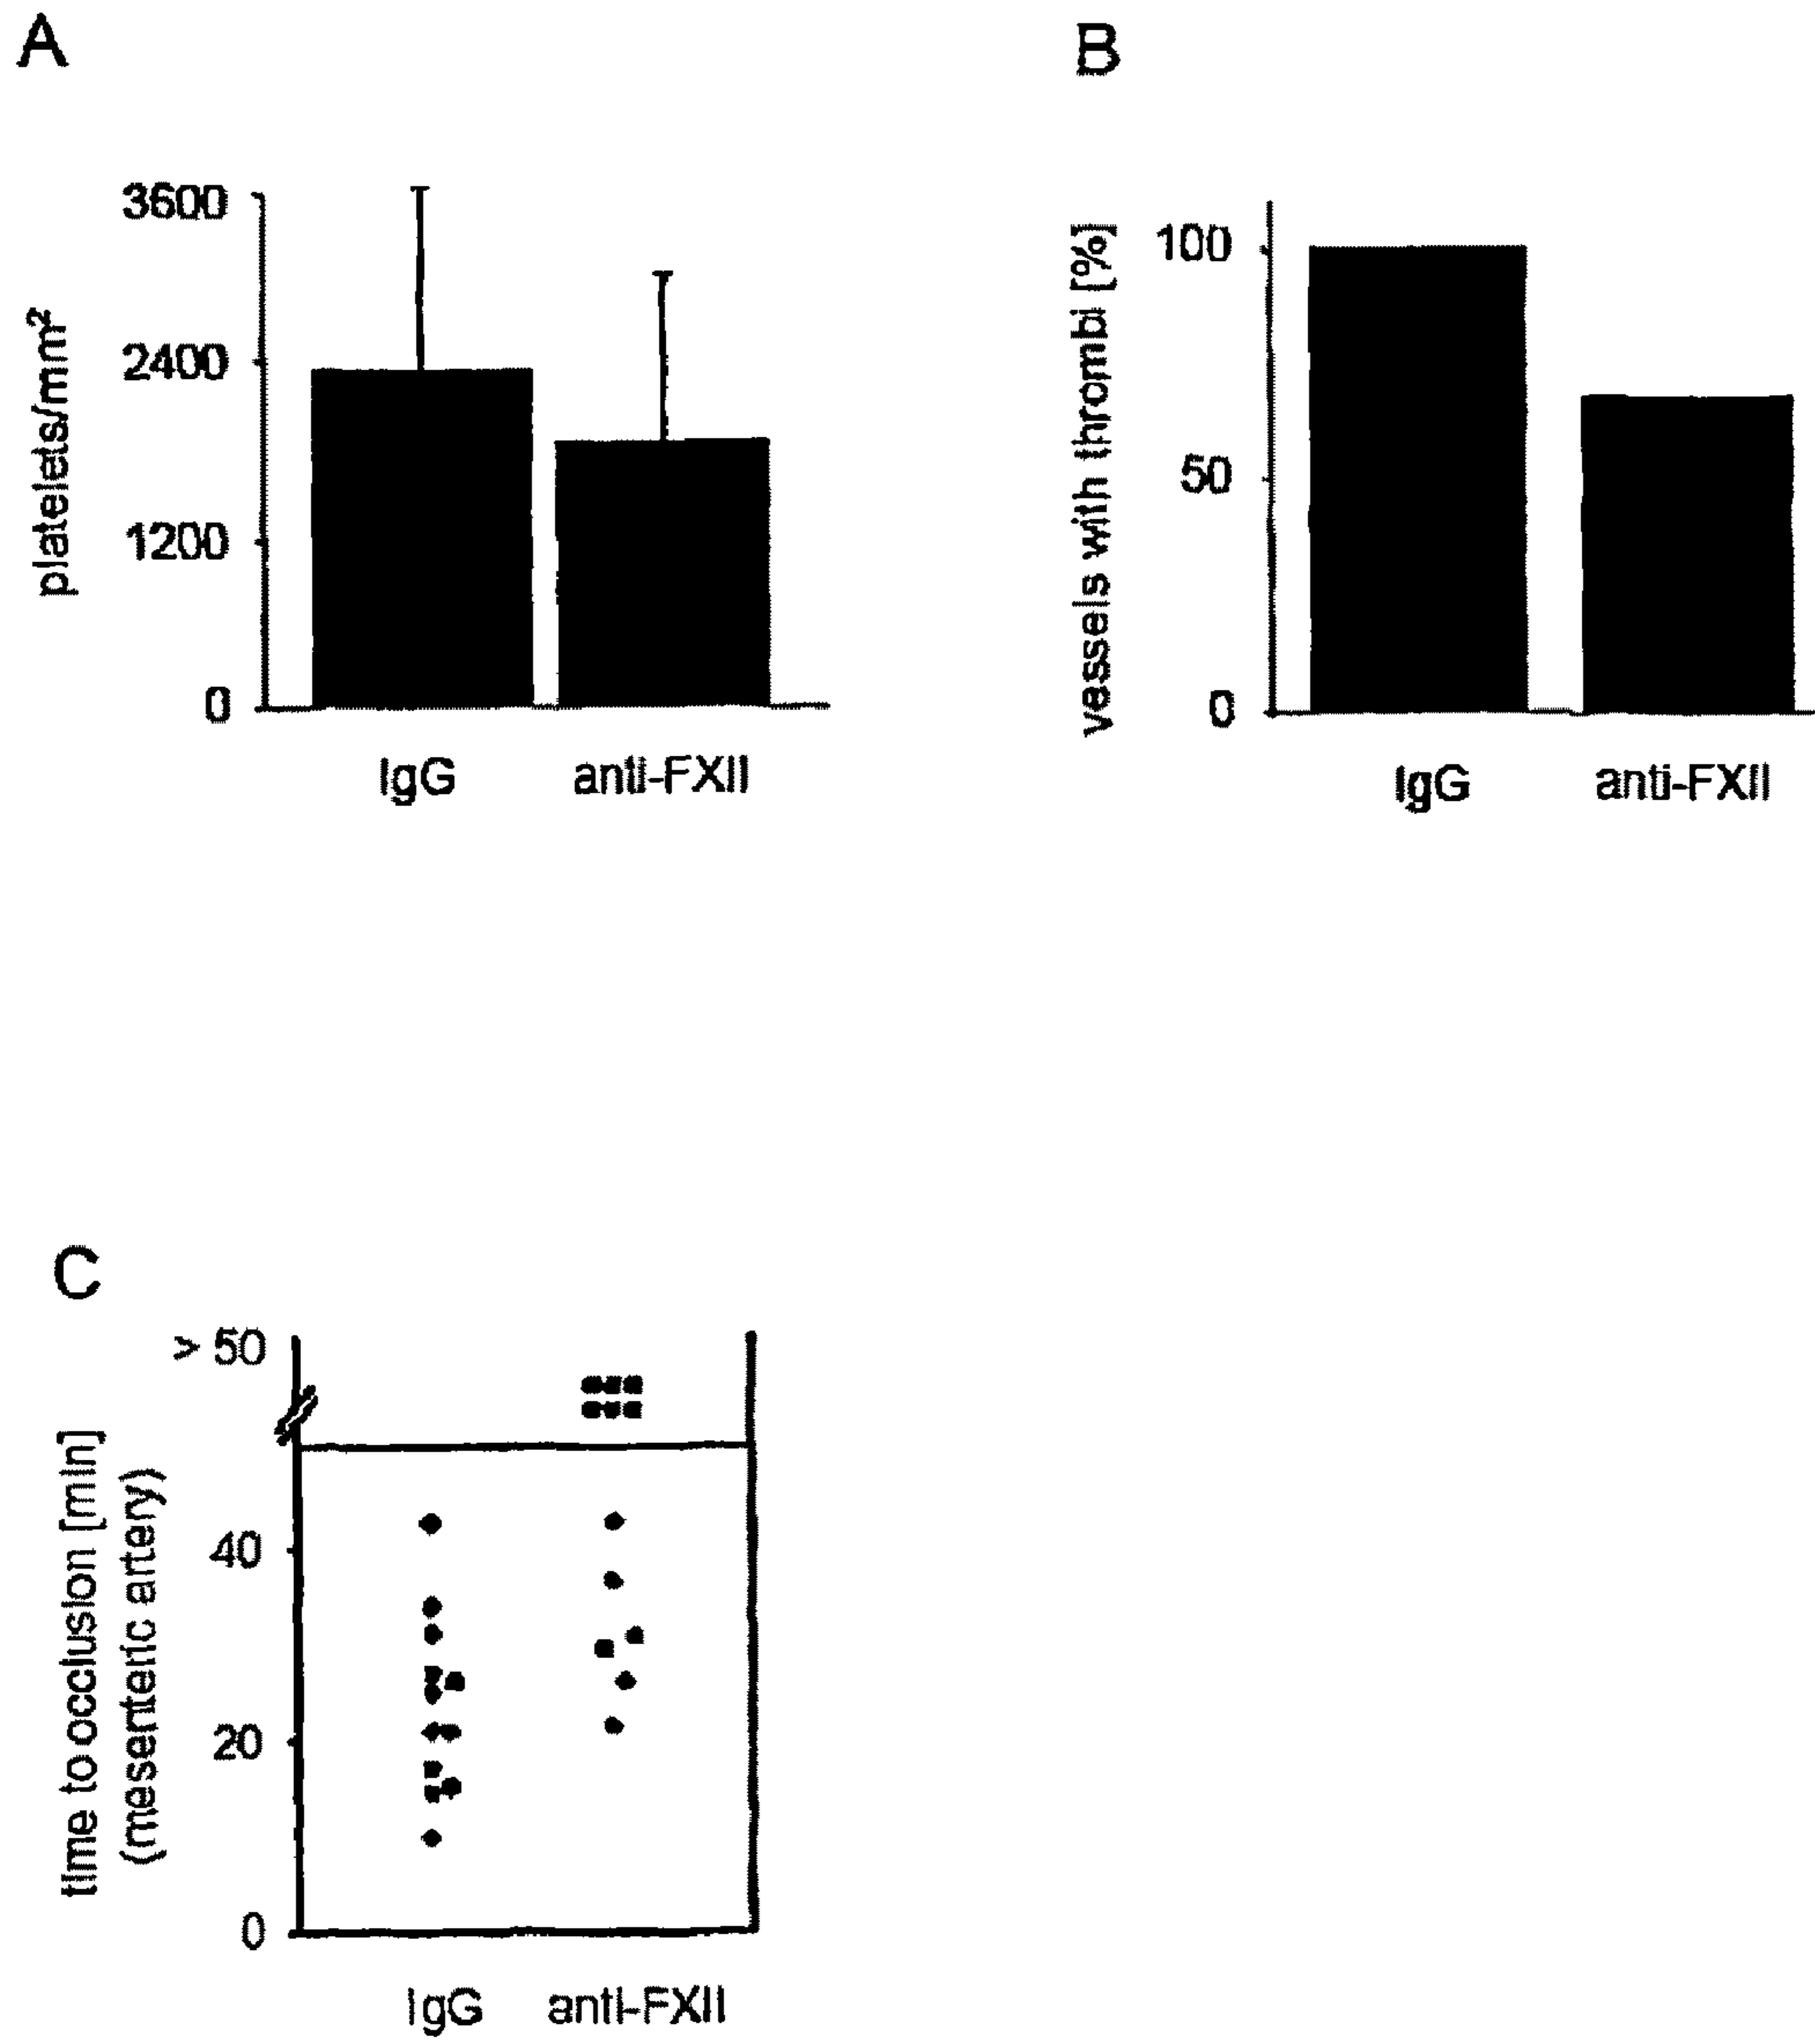 A
3600
2400
1200
0
platelets/mm²
IgG anti-FXII
B
100
50
0
vessels with thrombi [%]
IgG anti-FXII
C
> 50
40
20
0
time to occlusion [min]
(mesenteric artery)
IgG anti-FXII